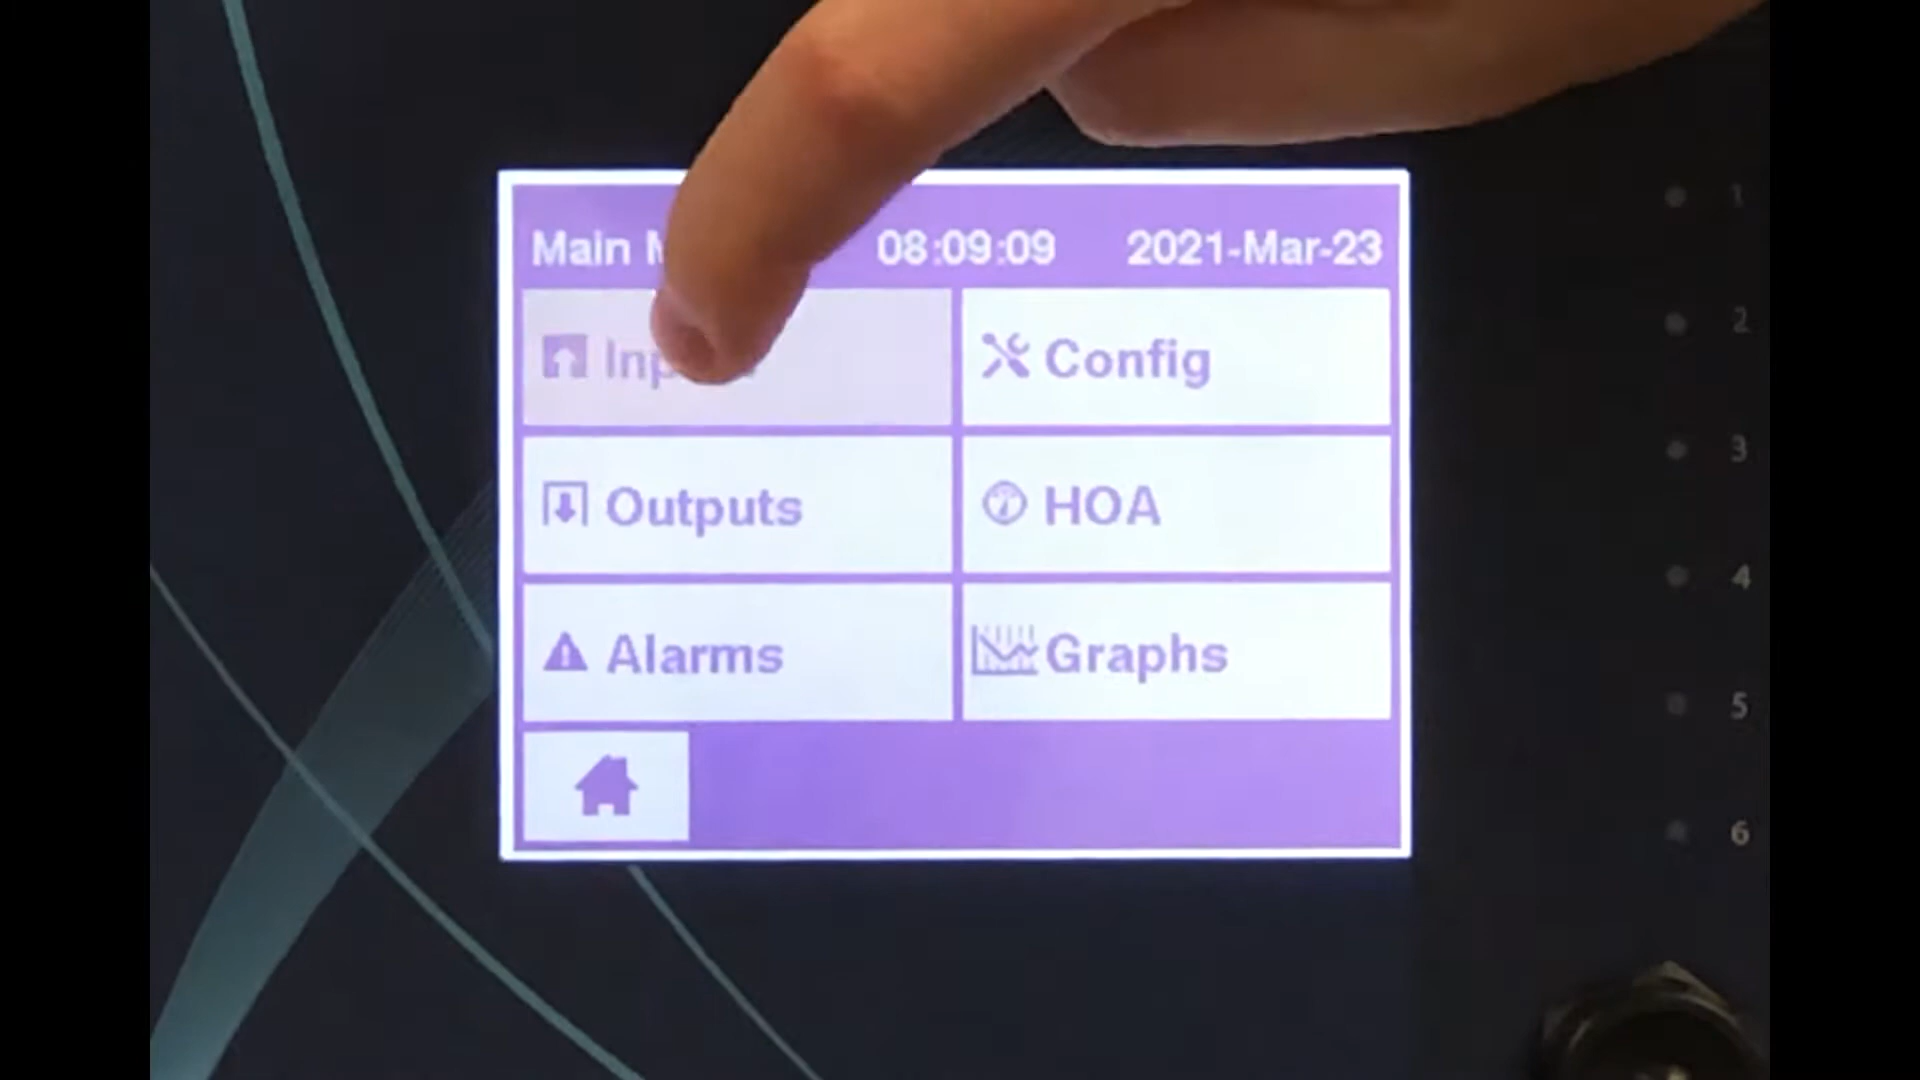 Main 08:09:09 2021-Mar-23
Config
Outputs
HOA
Alarms
Graphs
1
2
3
4
5
6